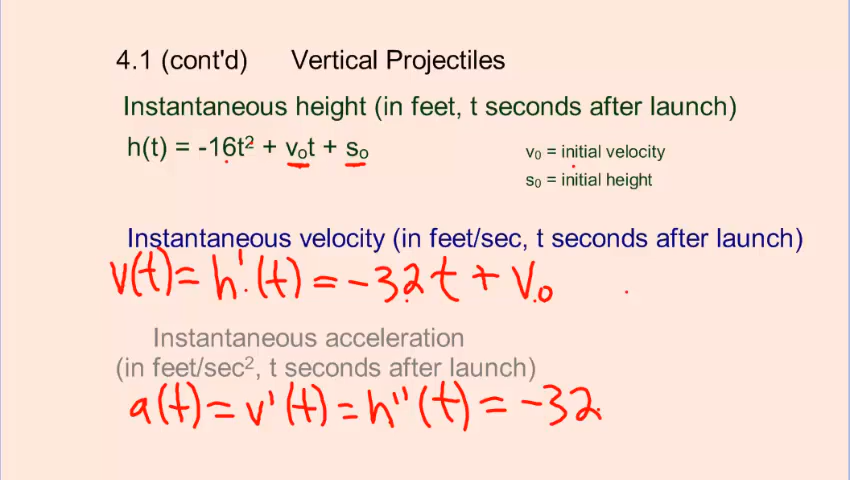 4.1 (cont'd) Vertical Projectiles
Instantaneous height (in feet, t seconds after launch)
h(t) = -16t² + v₀t + s₀
v₀ = initial velocity
s₀ = initial height
Instantaneous velocity (in feet/sec, t seconds after launch)
v(t) = h'(t) = -32t + v₀
Instantaneous acceleration
(in feet/sec², t seconds after launch)
a(t) = v'(t) = h''(t) = -32